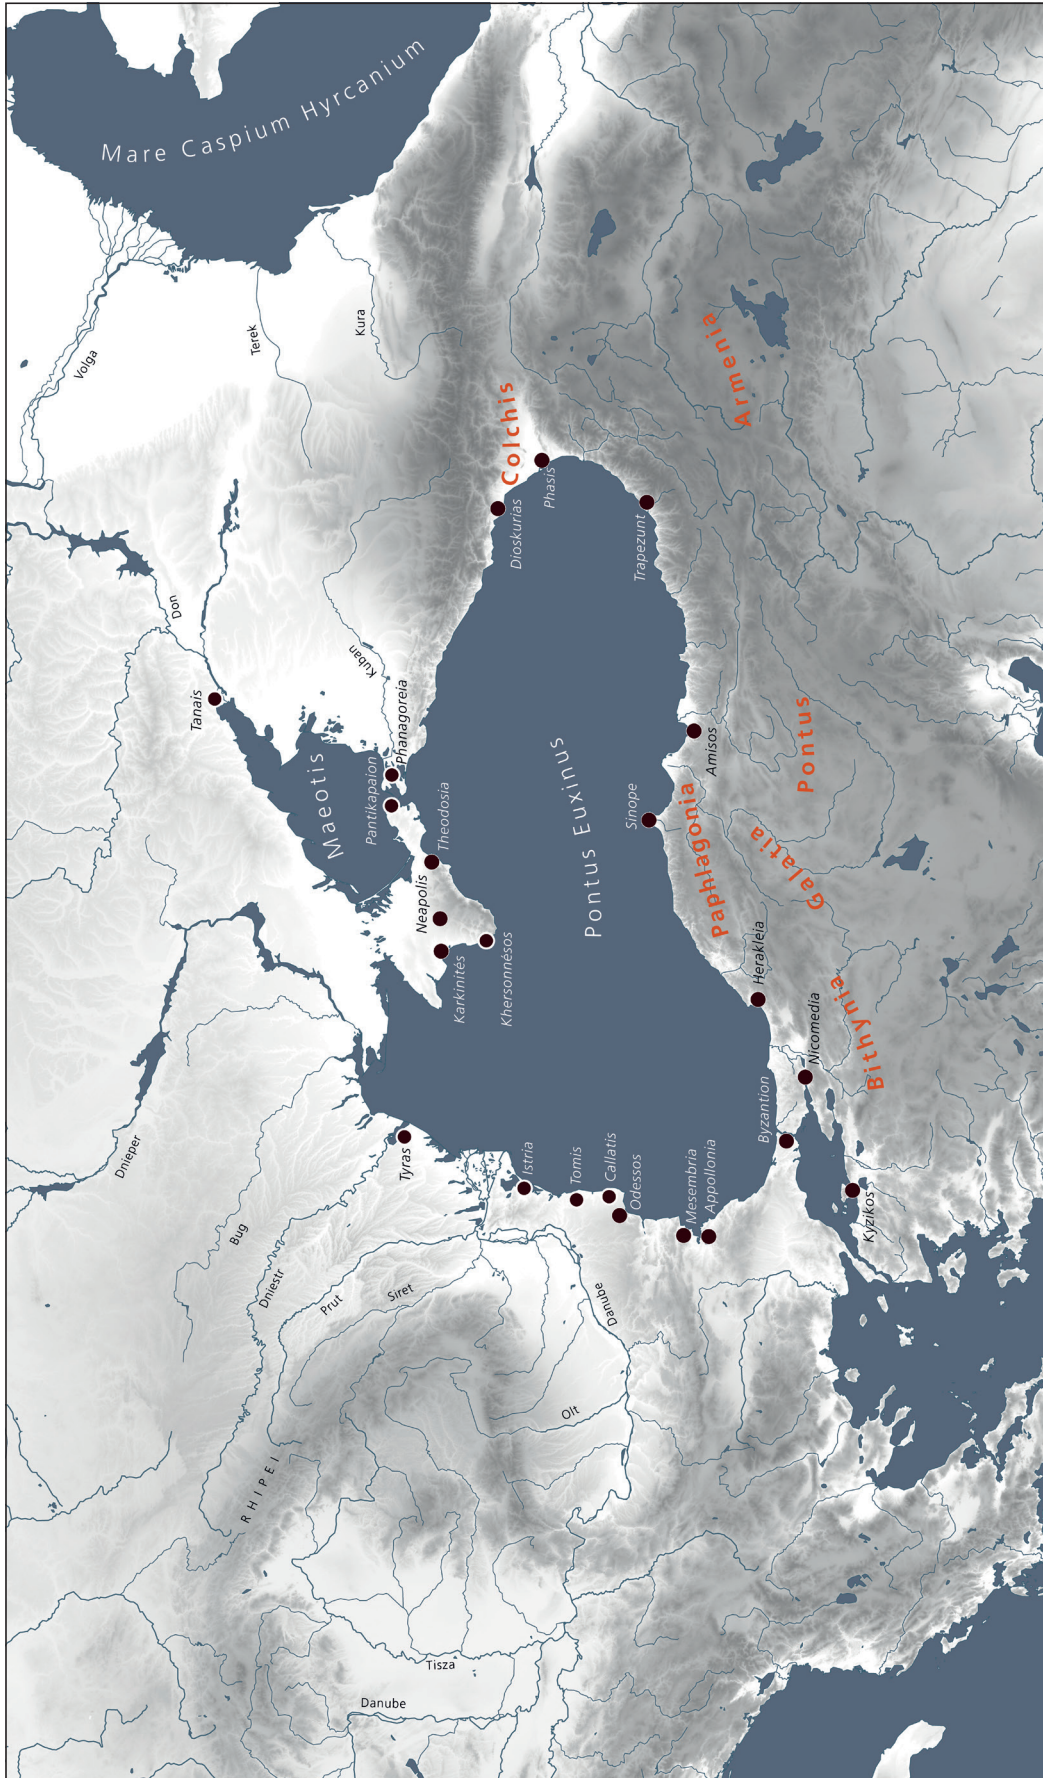 Mare Caspium Hyrcanium
Volga
Terek
Kura
Don
Tanais
Kuban
Colchis
Dioskurias
Phasis
Trapezunt
Armenia
Maeotis
Pantikapaion
Phanagoreia
Theodosia
Neapolis
Karkinités
Khersonnèsos
Pontus Euxinus
Sinope
Amisos
Paphlagonia
Pontus
Galatia
Herakleia
Bithynia
Nicomedia
Byzantion
Kyzikos
Dnieper
Bug
Dniestr
Tyras
Prut
Siret
Istria
Tomis
Callatis
Odessos
Mesembria
Appollonia
Danube
Olt
RHIPEI
Tisza
Danube